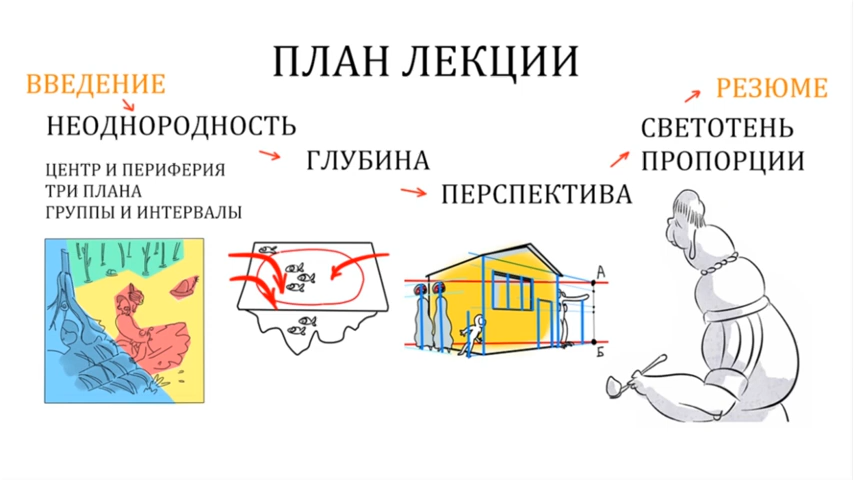 ПЛАН ЛЕКЦИИ
ВВЕДЕНИЕ
НЕОДНОРОДНОСТЬ
ЦЕНТР И ПЕРИФЕРИЯ
ТРИ ПЛАНА
ГРУППЫ И ИНТЕРВАЛЫ
ГЛУБИНА
ПЕРСПЕКТИВА
СВЕТОТЕНЬ
ПРОПОРЦИИ
РЕЗЮМЕ
А
Б